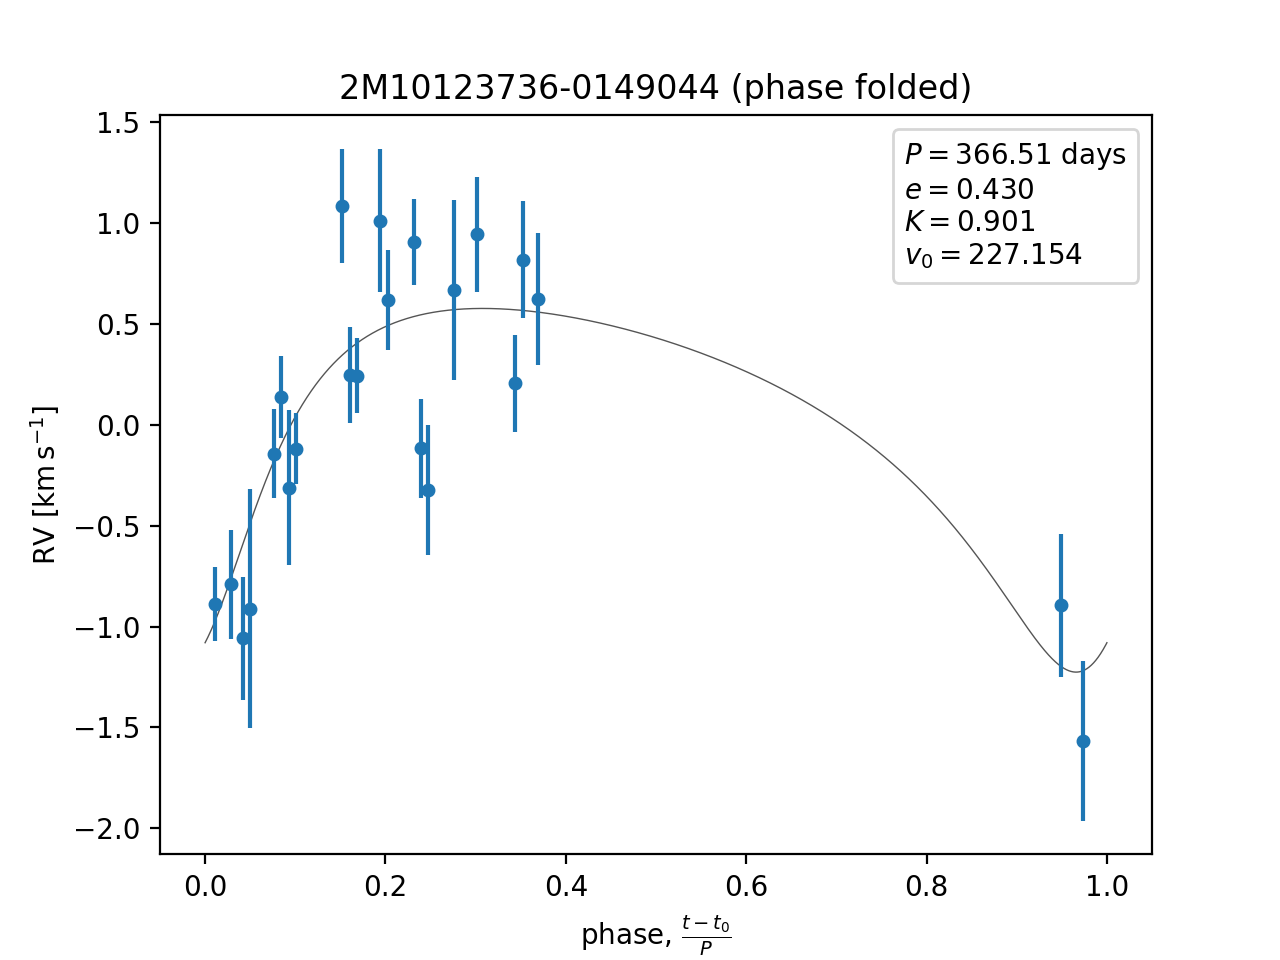 2M10123736-0149044 (phase folded)
P = 366.51 days
e = 0.430
K = 0.901
v₀ = 227.154
RV [km s⁻¹]
1.5
1.0
0.5
0.0
−0.5
−1.0
−1.5
−2.0
0.0 0.2 0.4 0.6 0.8 1.0
phase, (t − t₀)/P